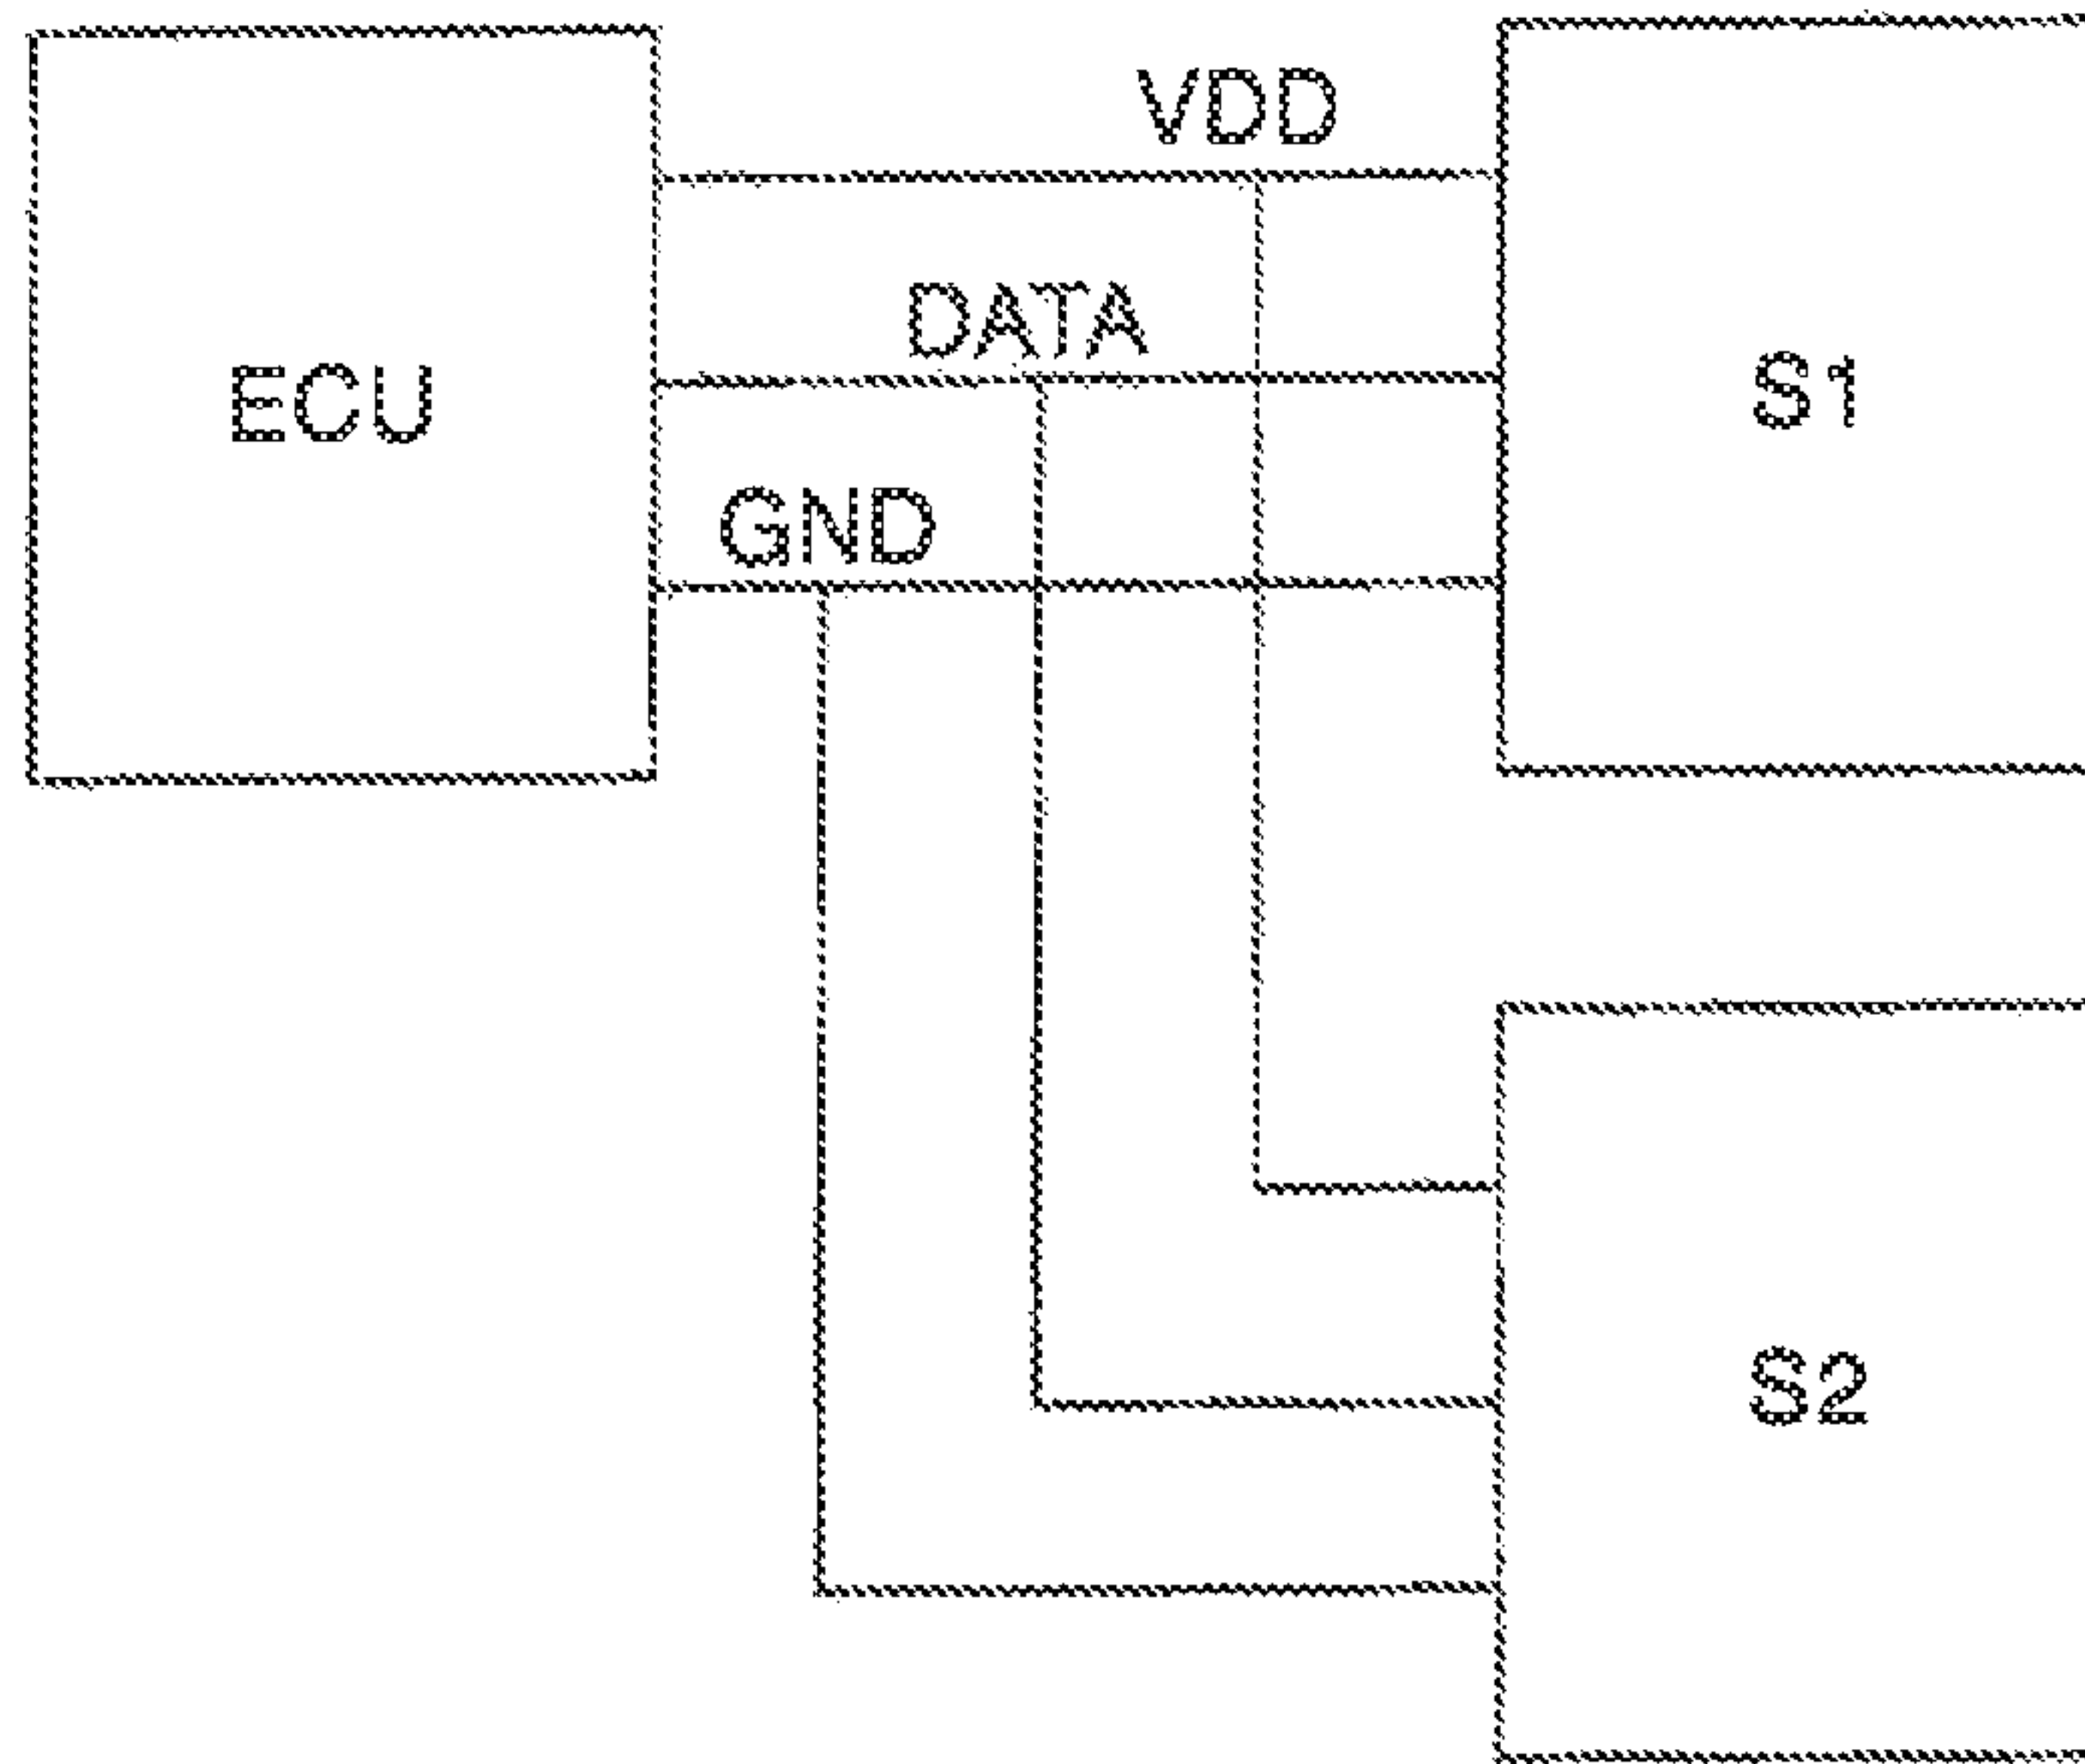 VDD
DATA
ECU
S1
GND
S2